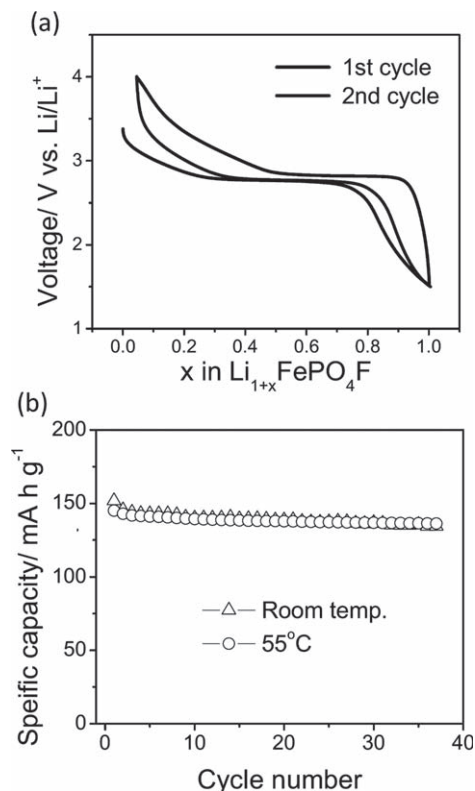 (a)
1st cycle
2nd cycle
4
3
2
1
Voltage/ V vs. Li/Li⁺
0.0 0.2 0.4 0.6 0.8 1.0
x in Li₁₊ₓFePO₄F
(b)
200
150
100
50
0
Speific capacity/ mA h g⁻¹
Room temp.
55°C
0 10 20 30 40
Cycle number